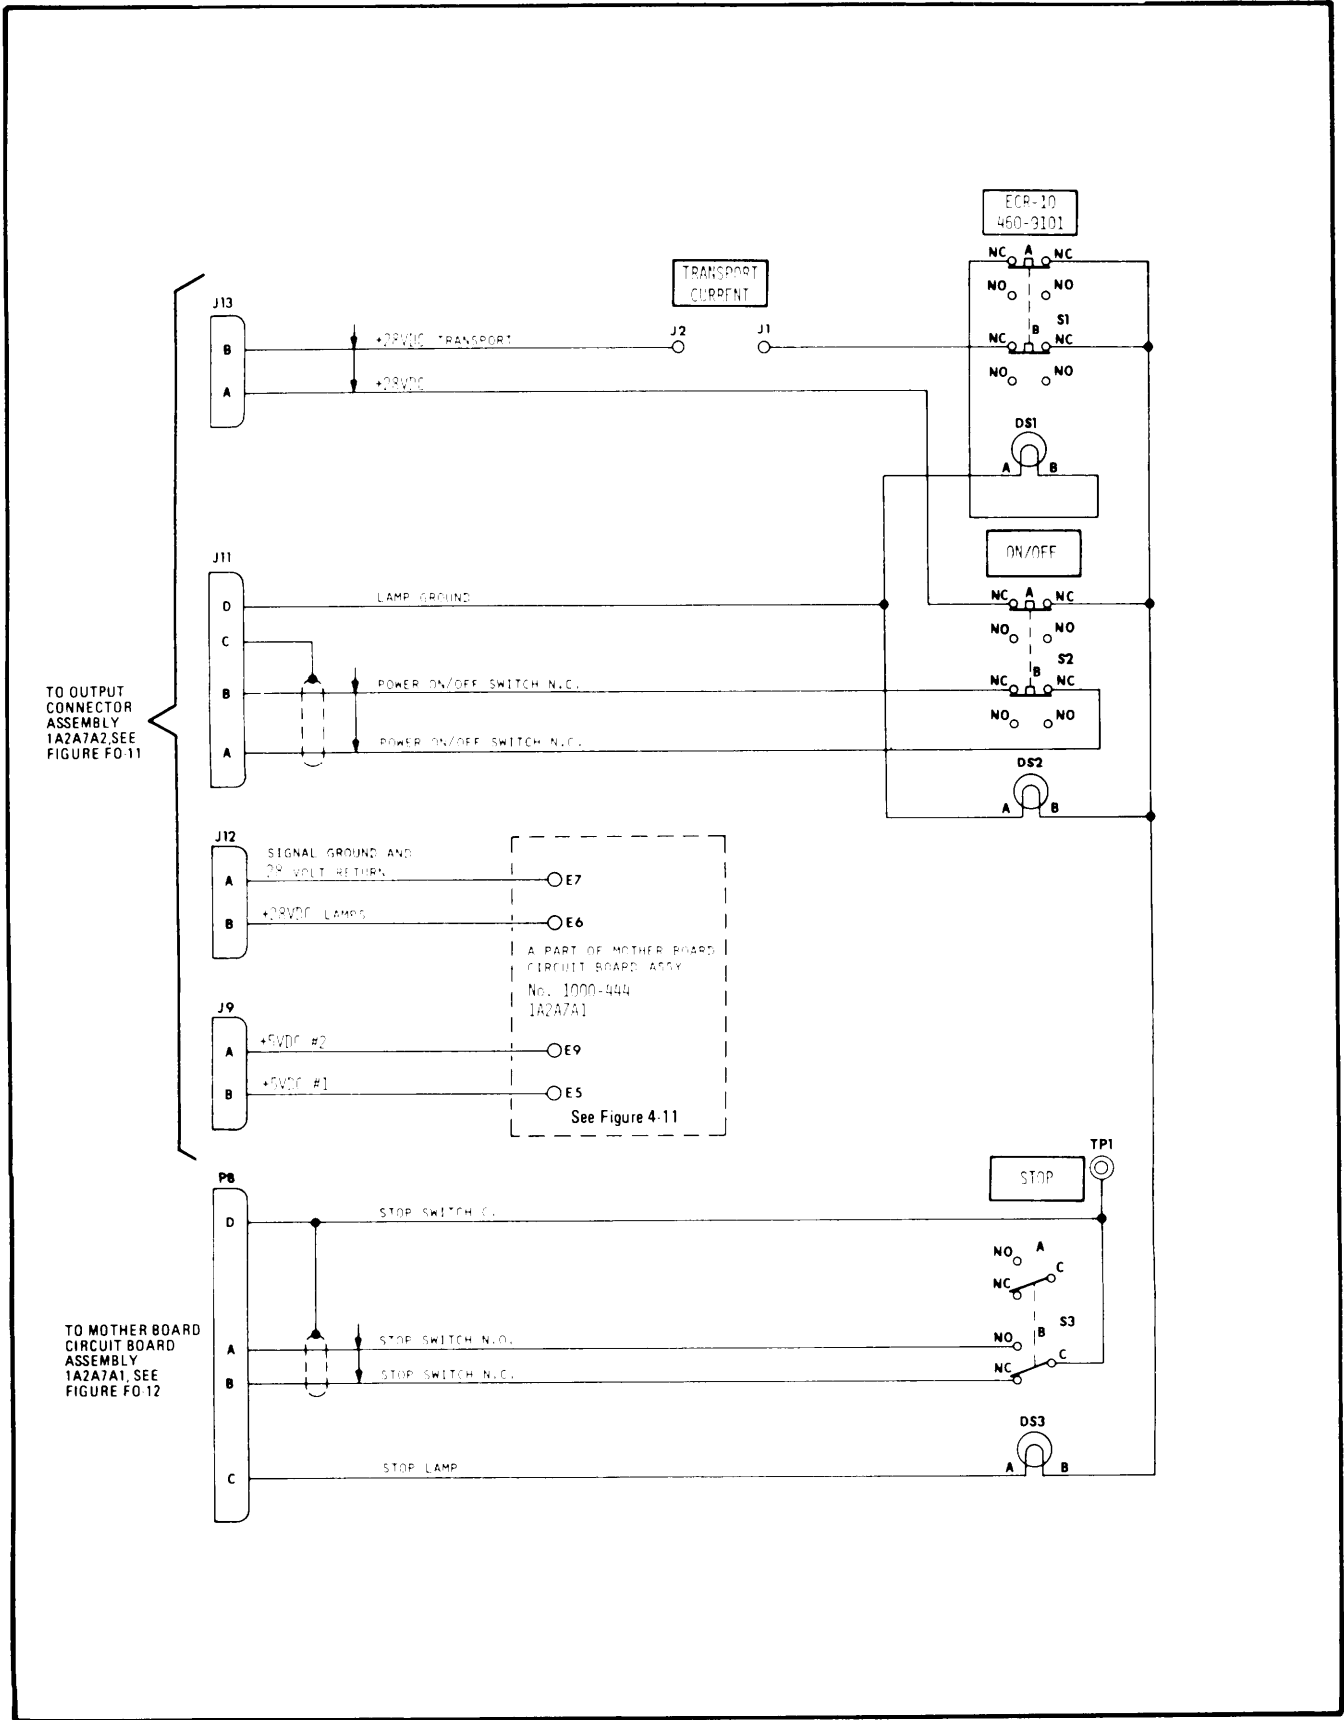 ECR-10
460-9101
NC A NC
NO NO
S1
B
NC NC
NO NO
TRANSPORT
CURRENT
J13
B +28VDC TRANSPORT J2 J1
A +28VDC
DS1
A B
ON/OFF
J11
D LAMP GROUND
NC A NC
C
NO NO
S2
B
B POWER ON/OFF SWITCH N.C.
NC NC
NO NO
A POWER ON/OFF SWITCH N.C.
TO OUTPUT
CONNECTOR
ASSEMBLY
1A2A7A2,SEE
FIGURE FO-11
DS2
A B
J12
SIGNAL GROUND AND
A 28 VOLT RETURN E7
B +28VDC LAMPS E6
A PART OF MOTHER BOARD
CIRCUIT BOARD ASSY
No. 1000-444
1A2A7A1
J9
A +5VDC #2 E9
B +5VDC #1 E5
See Figure 4-11
TP1
STOP
P8
D STOP SWITCH C.
NO A
C
NC
S3
TO MOTHER BOARD
CIRCUIT BOARD
ASSEMBLY
1A2A7A1, SEE
FIGURE FO-12
A STOP SWITCH N.O. NO B
C
B STOP SWITCH N.C. NC
DS3
C STOP LAMP A B